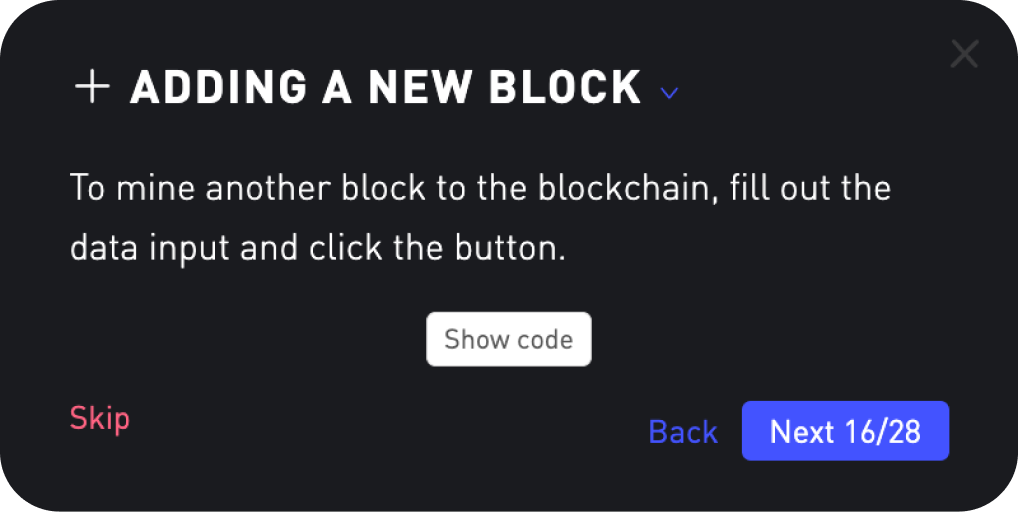 ADDING A NEW BLOCK
To mine another block to the blockchain, fill out the
data input and click the button.
Show code
Skip
Back
Next 16/28